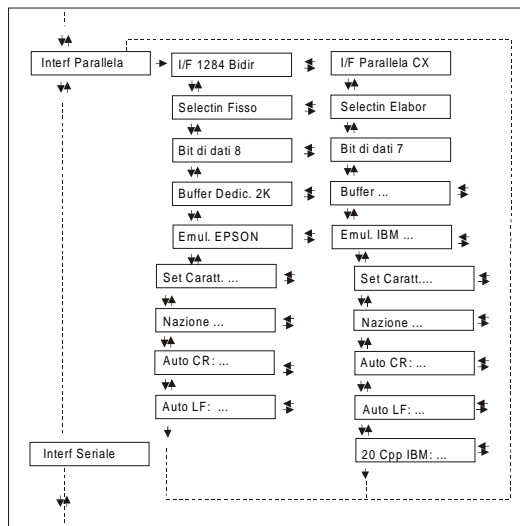 Interf Parallela
I/F 1284 Bidir
I/F Parallela CX
Selectin Fisso
Selectin Elabor
Bit di dati 8
Bit di dati 7
Buffer Dedic. 2K
Buffer ...
Emul. EPSON
Emul. IBM ...
Set Caratt. ...
Set Caratt....
Nazione ...
Nazione ...
Auto CR: ...
Auto CR: ...
Auto LF: ...
Auto LF: ...
Interf Seriale
20 Cpp IBM: ...